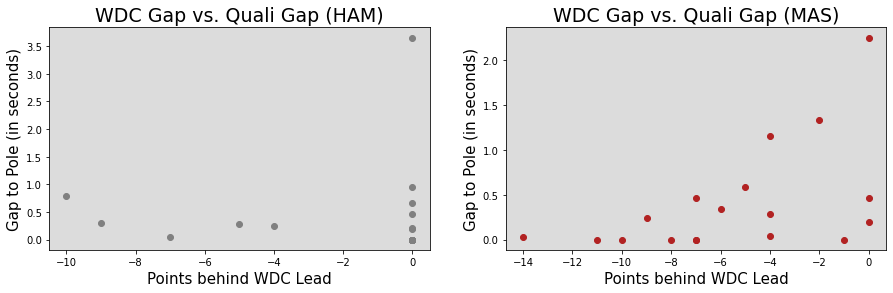 WDC Gap vs. Quali Gap (HAM)
Gap to Pole (in seconds)
3.5
3.0
2.5
2.0
1.5
1.0
0.5
0.0
−10 −8 −6 −4 −2 0
Points behind WDC Lead
WDC Gap vs. Quali Gap (MAS)
Gap to Pole (in seconds)
2.0
1.5
1.0
0.5
0.0
−14 −12 −10 −8 −6 −4 −2 0
Points behind WDC Lead